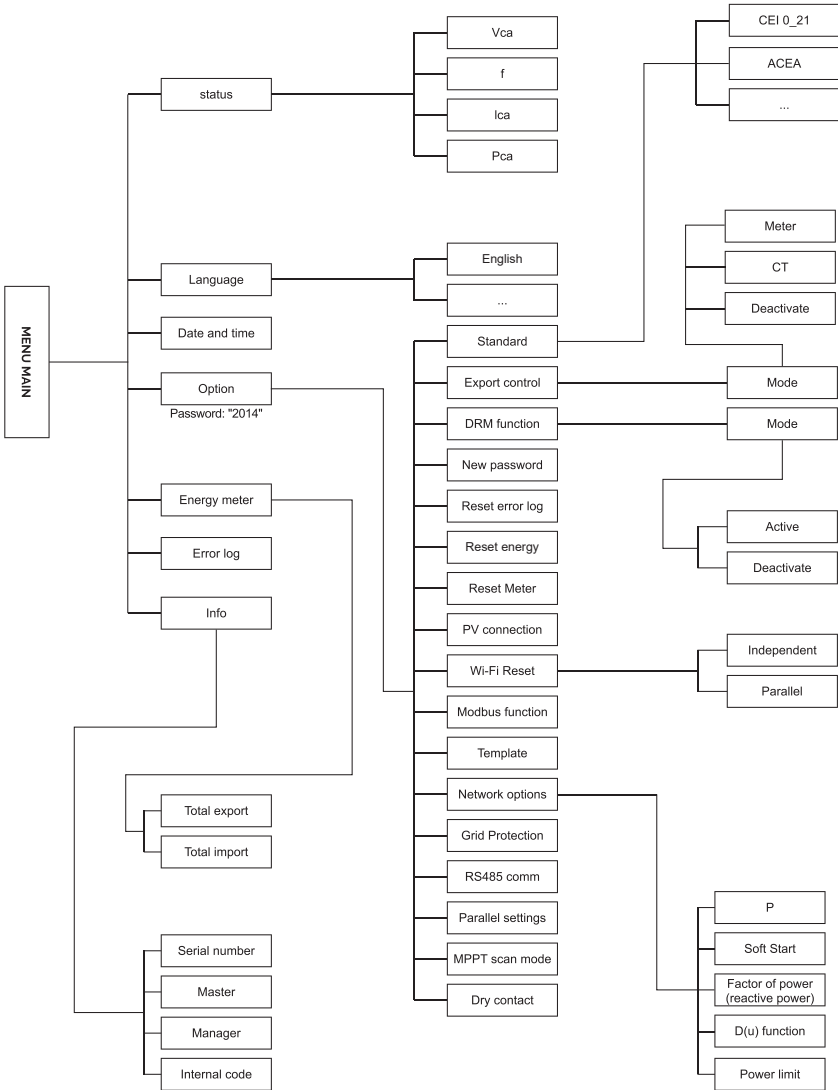 MENU MAIN
status
Vca
f
Ica
Pca
Language
English
...
Date and time
Option
Password: "2014"
Standard
CEI 0_21
ACEA
...
Export control
Mode
Meter
CT
Deactivate
DRM function
Mode
Active
Deactivate
New password
Reset error log
Reset energy
Reset Meter
PV connection
Wi-Fi Reset
Independent
Parallel
Modbus function
Template
Network options
P
Soft Start
Factor of power
(reactive power)
D(u) function
Power limit
Grid Protection
RS485 comm
Parallel settings
MPPT scan mode
Dry contact
Energy meter
Total export
Total import
Error log
Info
Serial number
Master
Manager
Internal code